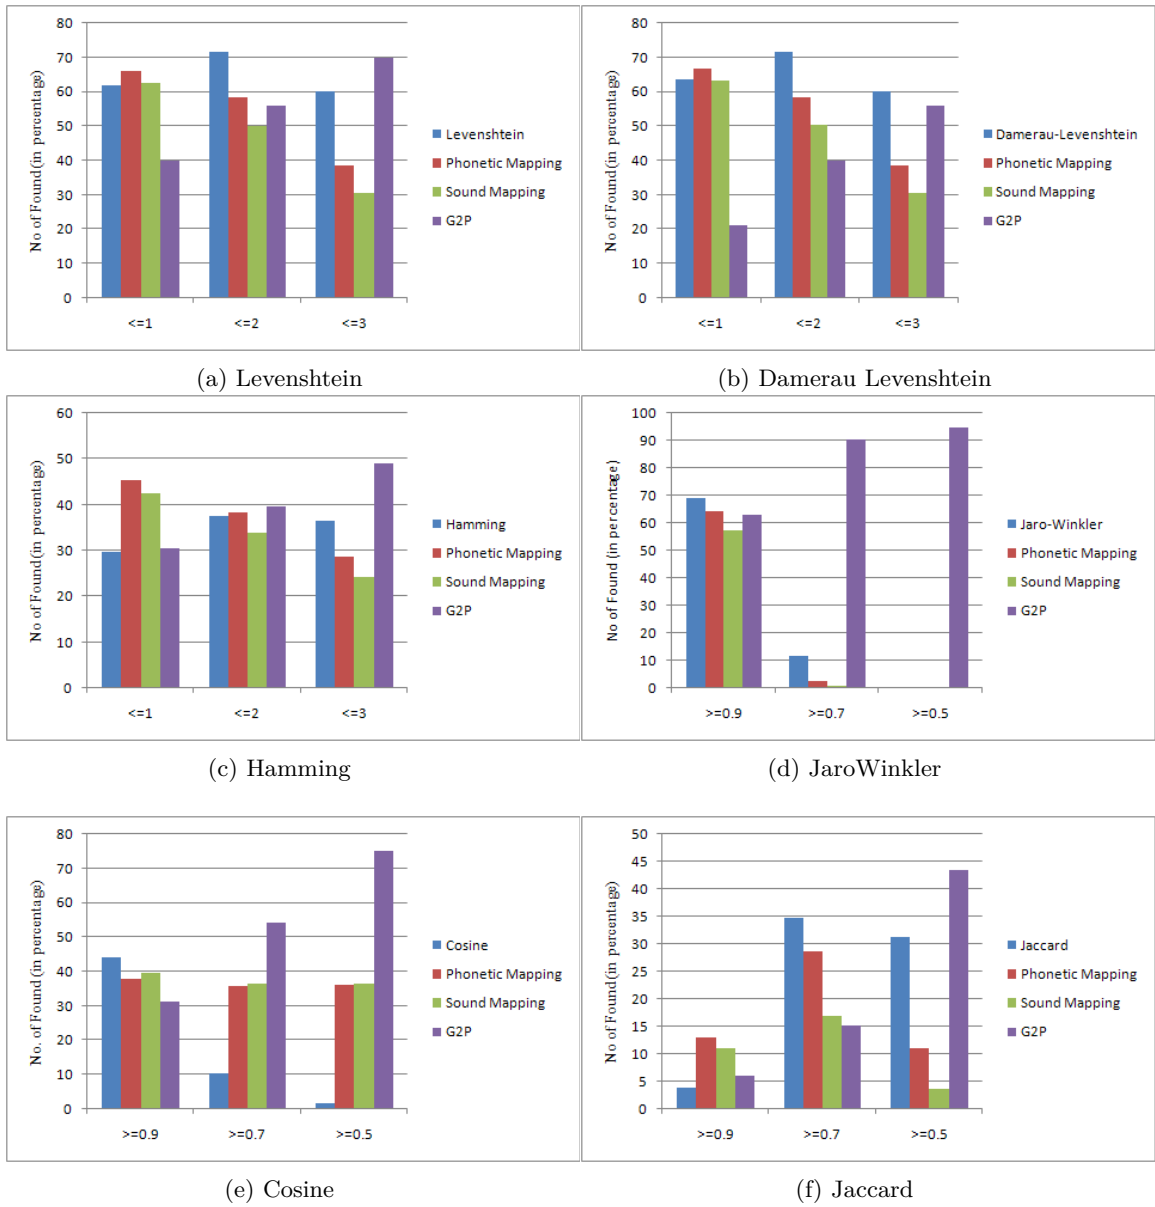 80
70
60
50
40
30
20
10
0
No of Found(in percentage)
<=1 <=2 <=3
Levenshtein
Phonetic Mapping
Sound Mapping
G2P
(a) Levenshtein
80
70
60
50
40
30
20
10
0
No of Found(in percentage)
<=1 <=2 <=3
Damerau-Levenshtein
Phonetic Mapping
Sound Mapping
G2P
(b) Damerau Levenshtein
60
50
40
30
20
10
0
No of Found(in percentage)
<=1 <=2 <=3
Hamming
Phonetic Mapping
Sound Mapping
G2P
(c) Hamming
100
90
80
70
60
50
40
30
20
10
0
No of Found(in percentage)
>=0.9 >=0.7 >=0.5
Jaro-Winkler
Phonetic Mapping
Sound Mapping
G2P
(d) JaroWinkler
80
70
60
50
40
30
20
10
0
No. of Found(in percentage)
>=0.9 >=0.7 >=0.5
Cosine
Phonetic Mapping
Sound Mapping
G2P
(e) Cosine
50
45
40
35
30
25
20
15
10
5
0
No of Found(in percentage)
>=0.9 >=0.7 >=0.5
Jaccard
Phonetic Mapping
Sound Mapping
G2P
(f) Jaccard